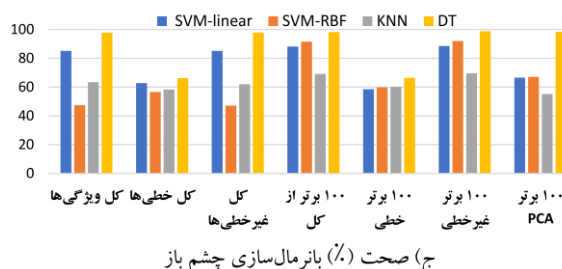 SVM-linear SVM-RBF KNN DT
100
80
60
40
20
0
کل ویژگی‌ها
کل خطی‌ها
کل
غیرخطی‌ها
۱۰۰ برتر از
کل
۱۰۰ برتر
خطی
۱۰۰ برتر
غیرخطی
۱۰۰ برتر
PCA
ج) صحت (٪) بانرمال‌سازی چشم باز